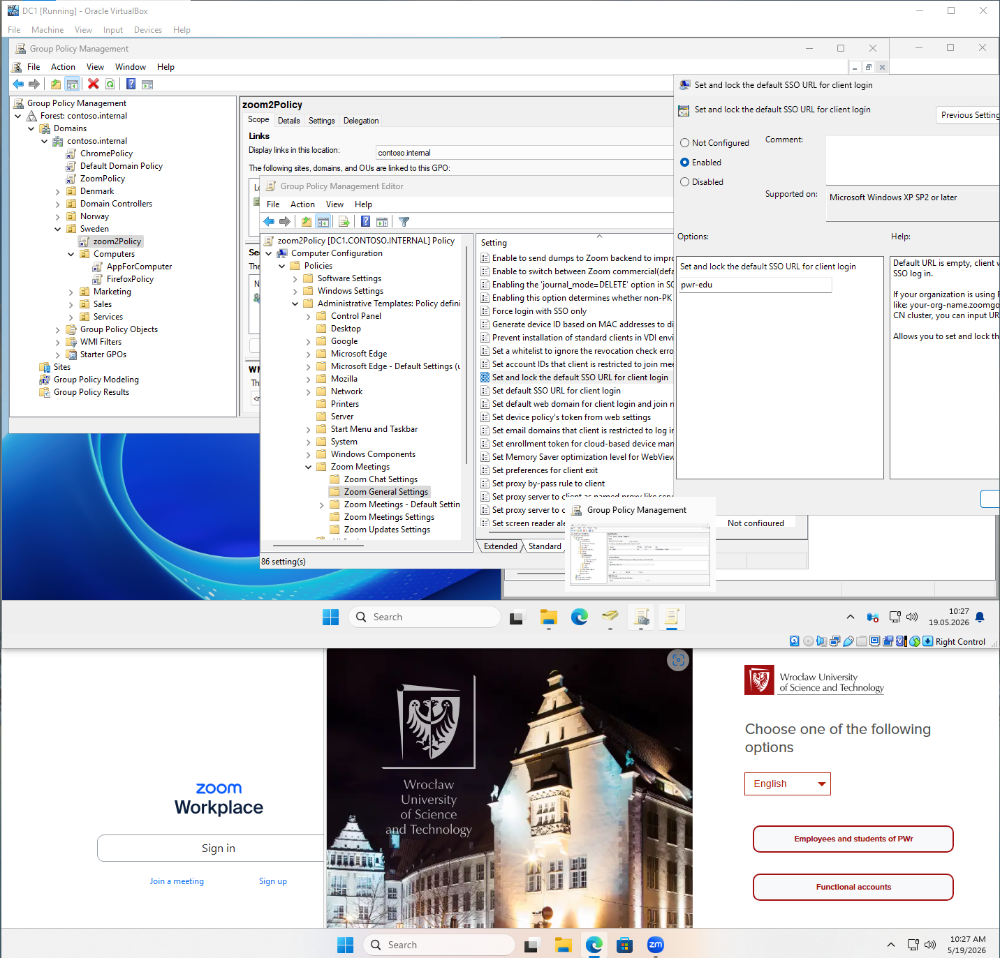 DC1 [Running] - Oracle VirtualBox
File Machine View Input Devices Help
Group Policy Management
File Action View Window Help
Group Policy Management
Forest: contoso.internal
Domains
contoso.internal
ChromePolicy
Default Domain Policy
ZoomPolicy
Denmark
Domain Controllers
Norway
Sweden
zoom2Policy
Computers
AppForComputer
FirefoxPolicy
Marketing
Sales
Services
Group Policy Objects
WMI Filters
Starter GPOs
Sites
Group Policy Modeling
Group Policy Results
zoom2Policy
Scope Details Settings Delegation
Links
Display links in this location:
contoso.internal
The following sites, domains, and OUs are linked to this GPO:
Group Policy Management Editor
File Action View Help
zoom2Policy [DC1.CONTOSO.INTERNAL] Policy
Computer Configuration
Policies
Software Settings
Windows Settings
Administrative Templates: Policy defini
Control Panel
Desktop
Google
Microsoft Edge
Microsoft Edge - Default Settings (u
Mozilla
Network
Printers
Server
Start Menu and Taskbar
System
Windows Components
Zoom Meetings
Zoom Chat Settings
Zoom General Settings
Zoom Meetings - Default Settin
Zoom Meetings Settings
Zoom Updates Settings
86 setting(s)
Setting
Enable to send dumps to Zoom backend to impro
Enable to switch between Zoom commercial(defa
Enabling the 'journal_mode=DELETE' option in SQ
Enabling this option determines whether non-PK
Force login with SSO only
Generate device ID based on MAC addresses to di
Prevent installation of standard clients in VDI envi
Set a whitelist to ignore the revocation check erro
Set account IDs that client is restricted to join mee
Set and lock the default SSO URL for client login
Set default SSO URL for client login
Set default web domain for client login and join m
Set device policy's token from web settings
Set email domains that client is restricted to log in
Set enrollment token for cloud-based device man
Set Memory Saver optimization level for WebView
Set preferences for client exit
Set proxy by-pass rule to client
Set proxy server to client as named proxy like serv
Set proxy server to c
Set screen reader ale
Extended Standard
Group Policy Management
Not configured
Set and lock the default SSO URL for client login
Set and lock the default SSO URL for client login
Previous Setting
Not Configured
Enabled
Disabled
Comment:
Supported on:
Microsoft Windows XP SP2 or later
Options:
Help:
Set and lock the default SSO URL for client login
pwr-edu
Default URL is empty, client w
SSO log in.
If your organization is using
like: your-org-name.zoomgo
CN cluster, you can input UR
Allows you to set and lock th
Search
10:27
19.05.2026
Right Control
zoom
Workplace
Sign in
Join a meeting
Sign up
Wrocław
University
of Science
and Technology
Wrocław University
of Science and Technology
Choose one of the following
options
English
Employees and students of PWr
Functional accounts
Search
zm
10:27 AM
5/19/2026